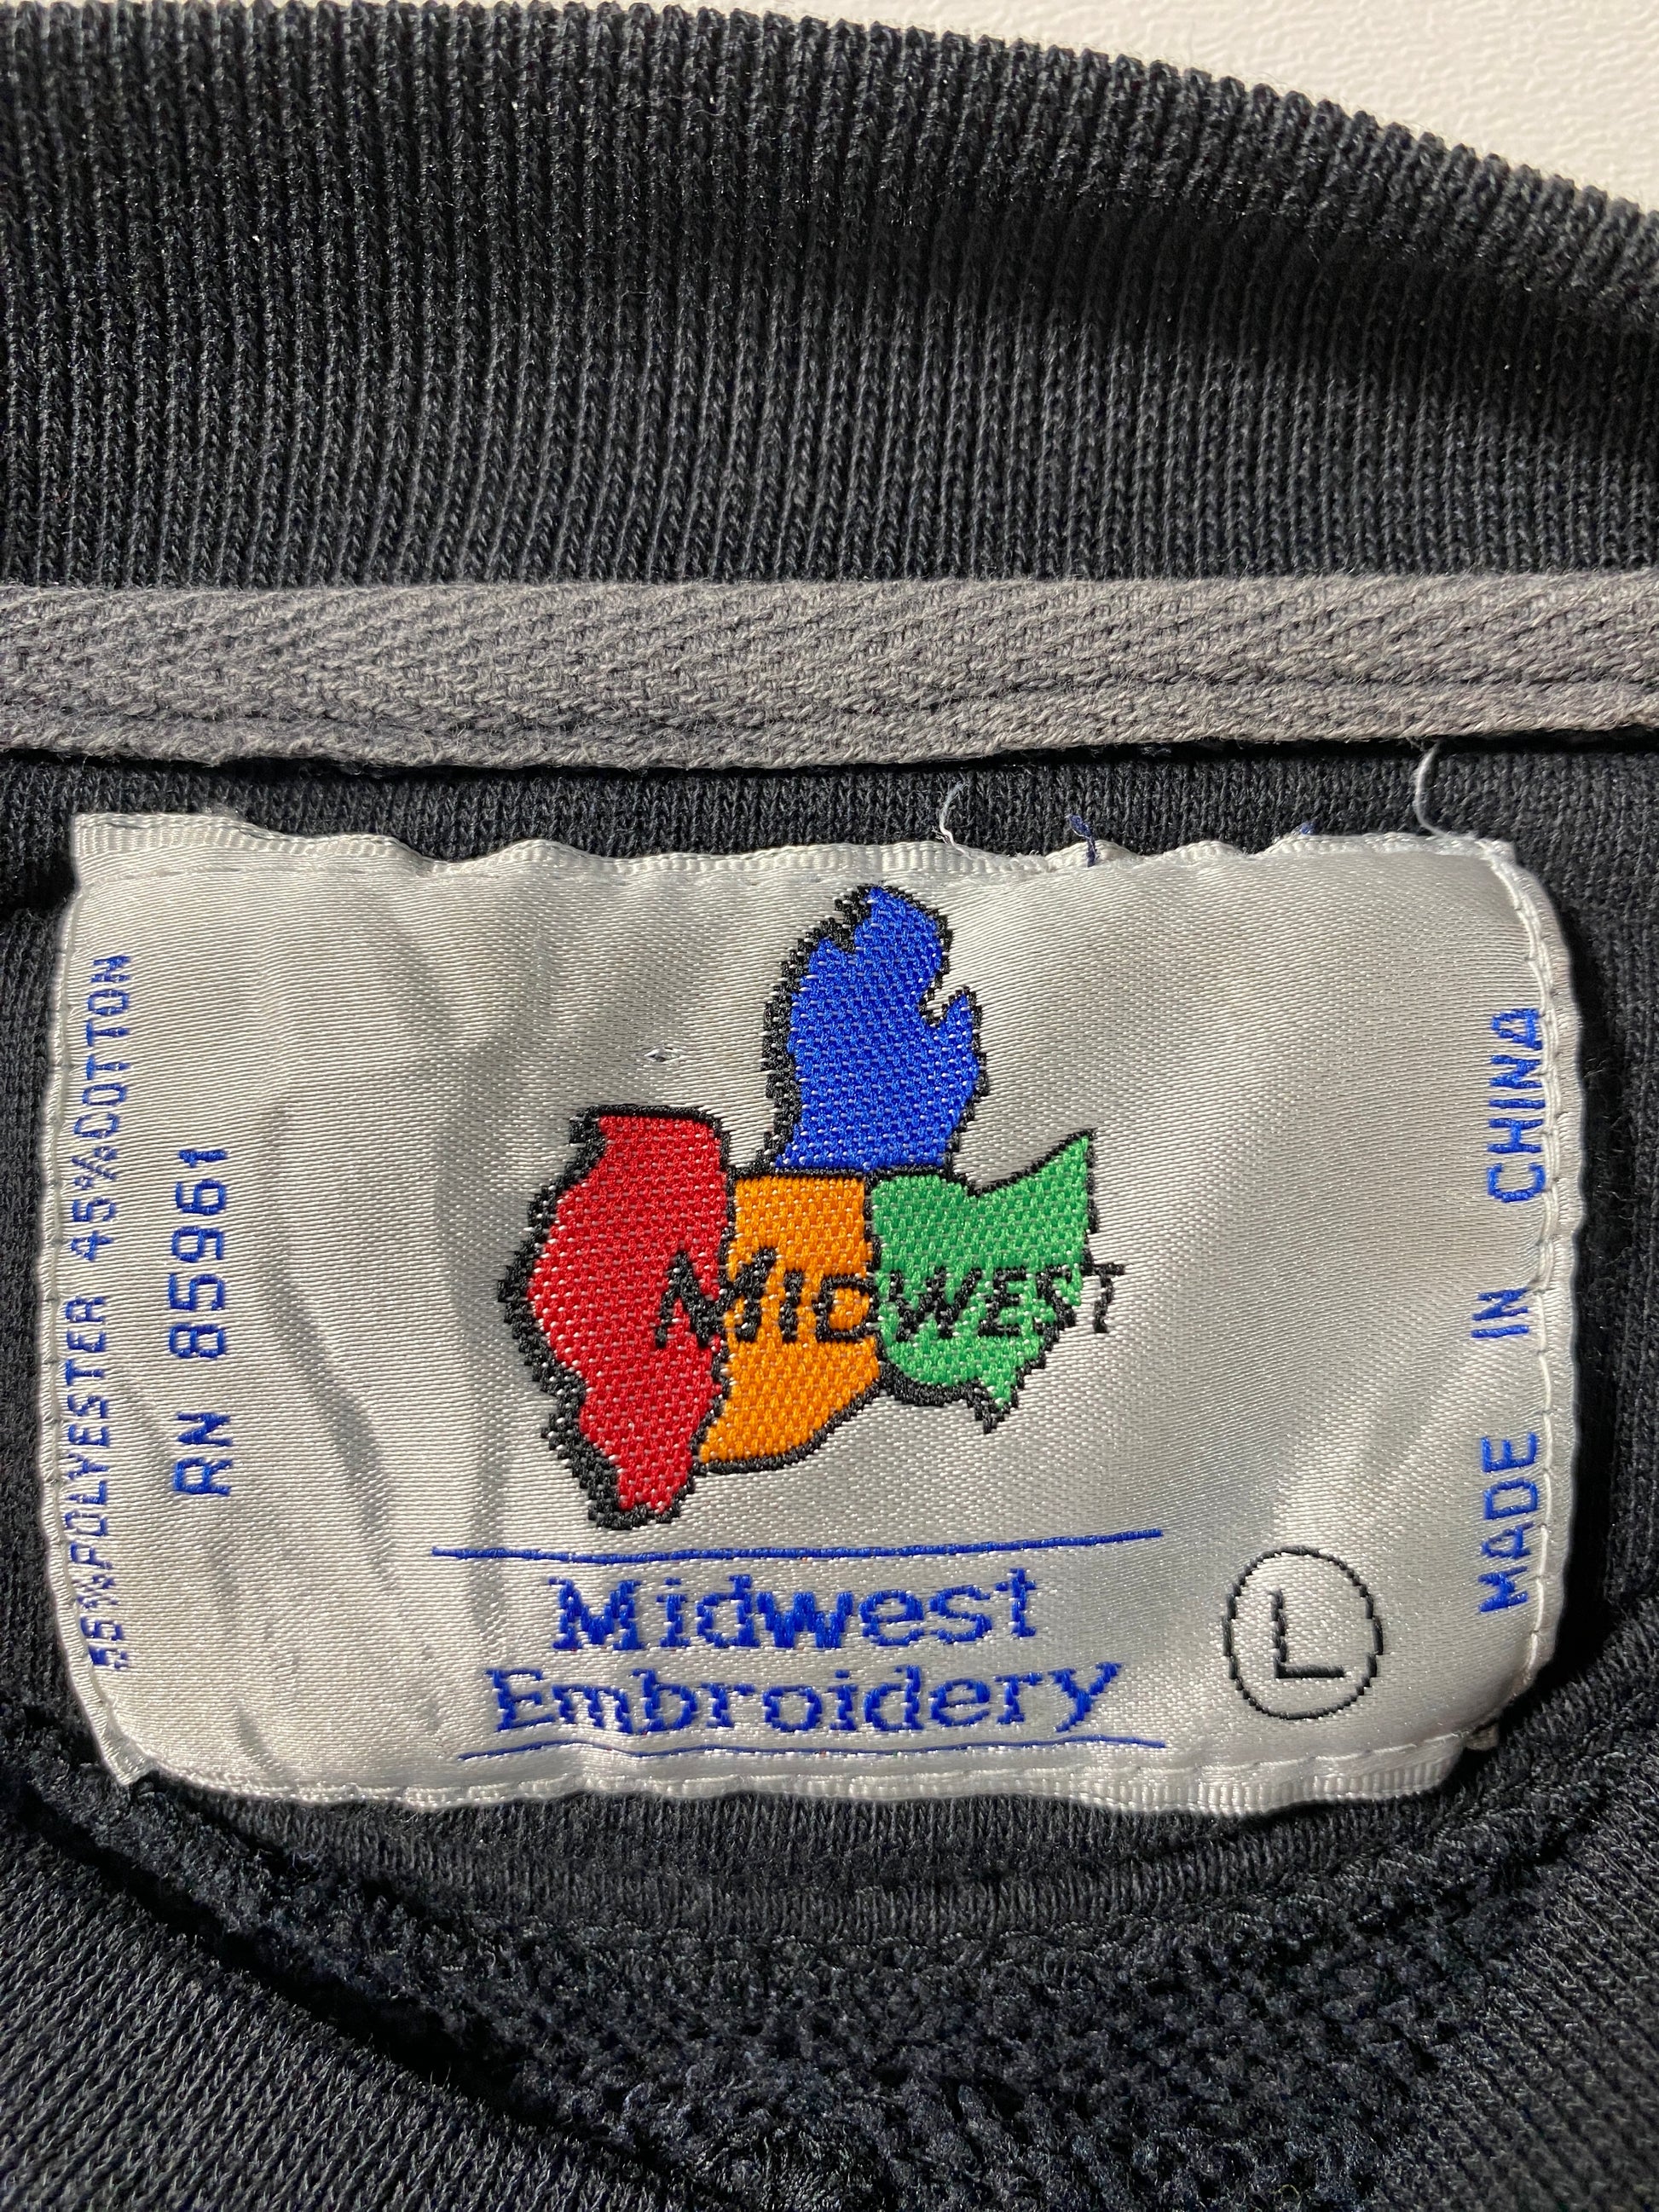 55% POLYESTER 45% COTTON
RN 85961
MIDWEST
Midwest
Embroidery
L
MADE IN CHINA